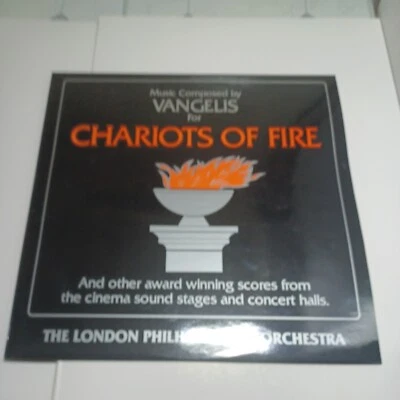 Music Composed by
VANGELIS
For
CHARIOTS OF FIRE
And other award winning scores from
the cinema sound stages and concert halls.
THE LONDON ORCHESTRA